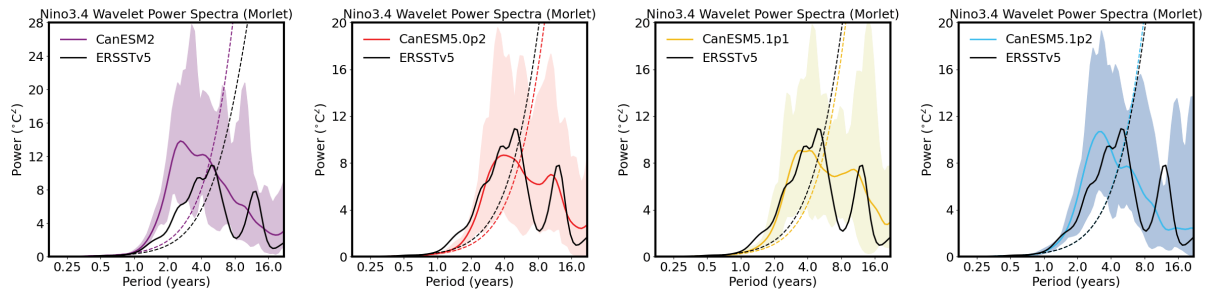 Nino3.4 Wavelet Power Spectra (Morlet)
28
24
20
16
12
8
4
0
Power (°C²)
CanESM2
ERSSTv5
0.25 0.5 1.0 2.0 4.0 8.0 16.0
Period (years)
Nino3.4 Wavelet Power Spectra (Morlet)
20
16
12
8
4
0
Power (°C²)
CanESM5.0p2
ERSSTv5
0.25 0.5 1.0 2.0 4.0 8.0 16.0
Period (years)
Nino3.4 Wavelet Power Spectra (Morlet)
20
16
12
8
4
0
Power (°C²)
CanESM5.1p1
ERSSTv5
0.25 0.5 1.0 2.0 4.0 8.0 16.0
Period (years)
Nino3.4 Wavelet Power Spectra (Morlet)
20
16
12
8
4
0
Power (°C²)
CanESM5.1p2
ERSSTv5
0.25 0.5 1.0 2.0 4.0 8.0 16.0
Period (years)